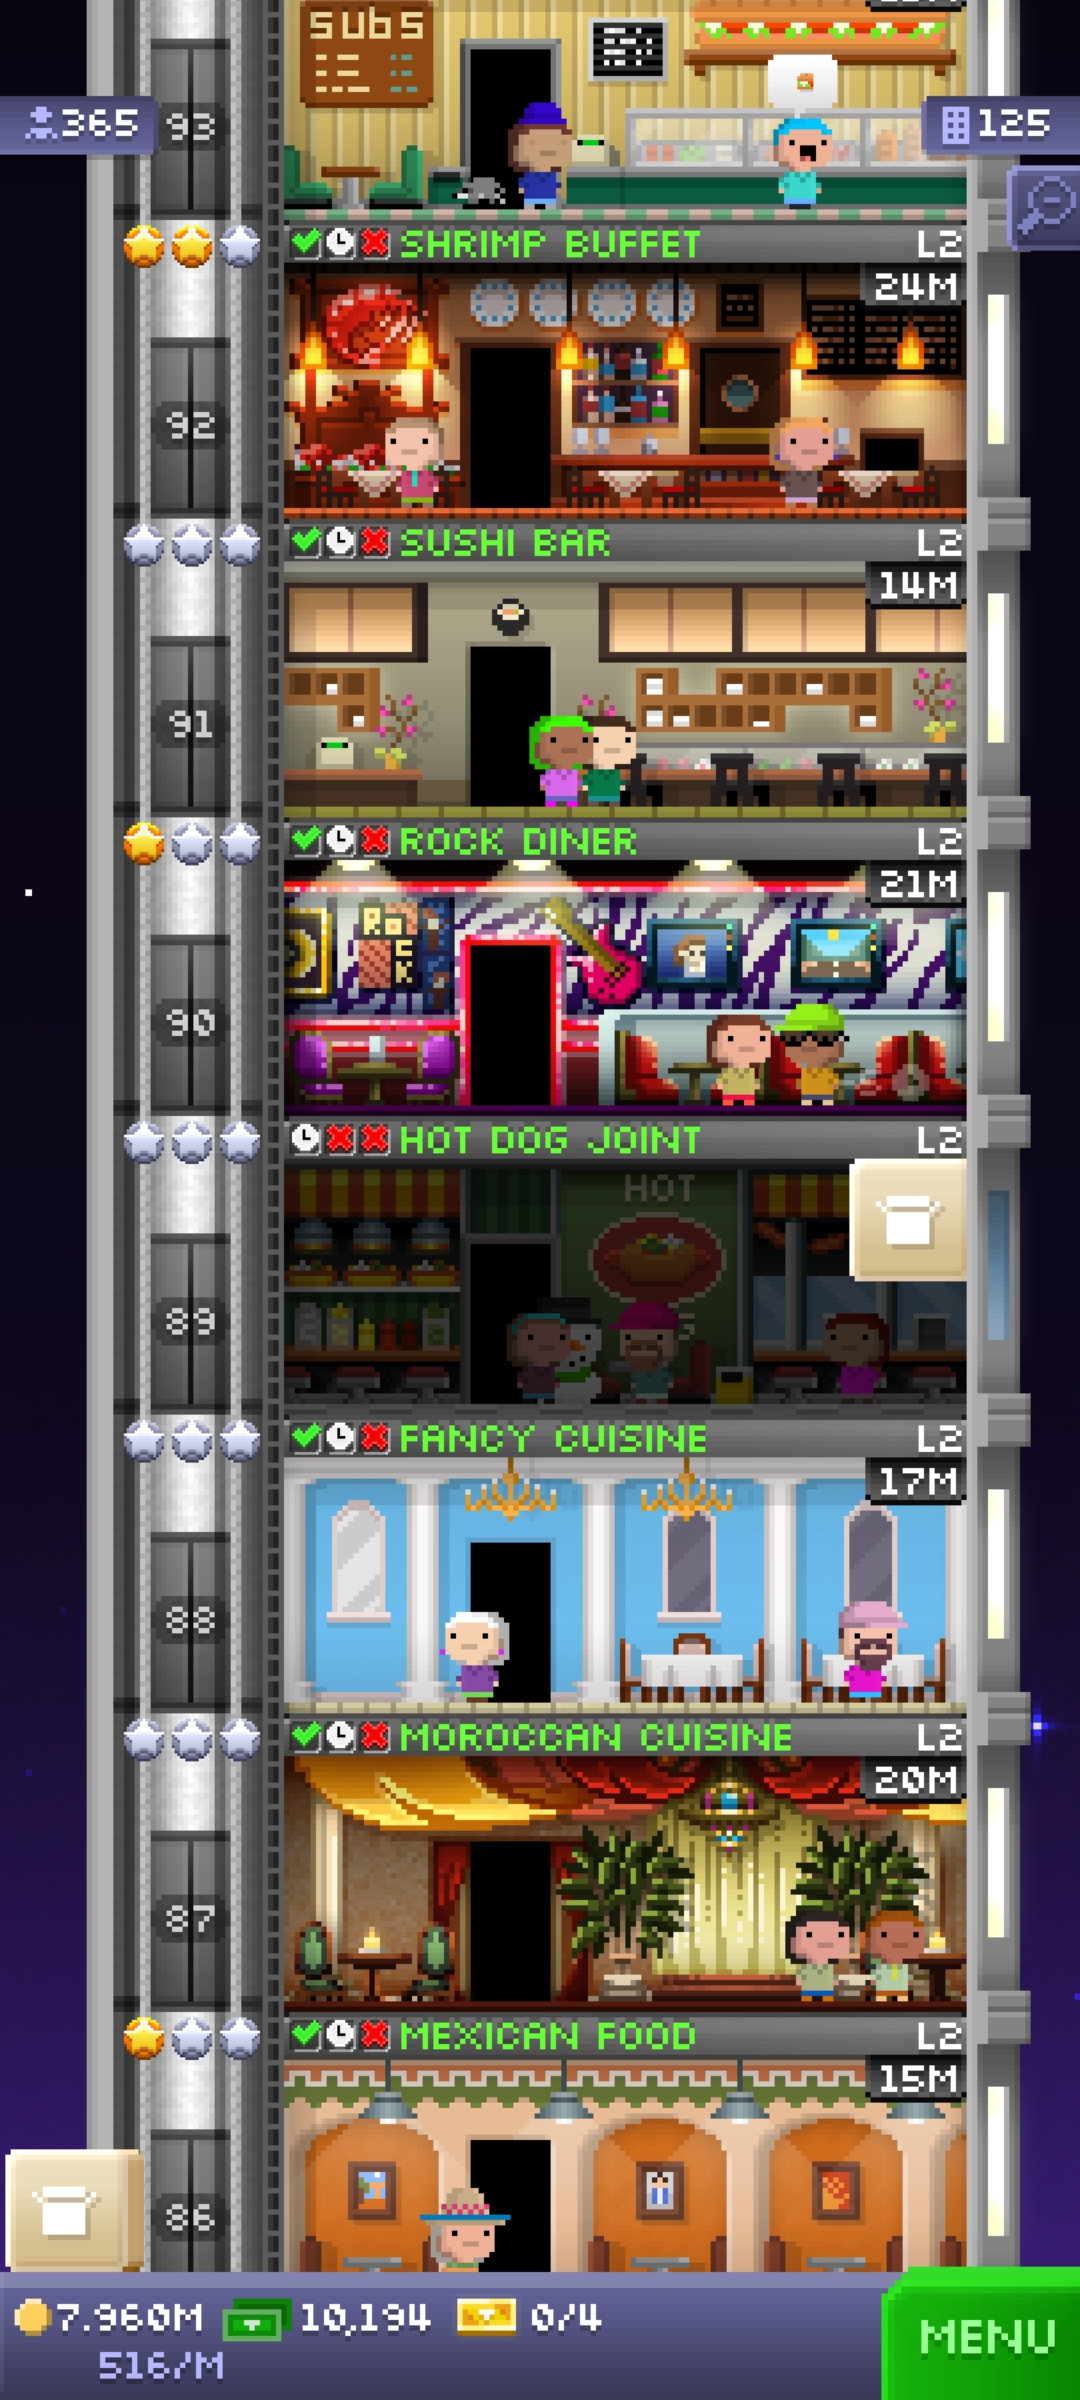 subs
365
93
125
SHRIMP BUFFET L2
24M
92
SUSHI BAR L2
14M
91
ROCK DINER L2
21M
RoCK
90
HOT DOG JOINT L2
HOT
89
FANCY CUISINE L2
17M
88
MOROCCAN CUISINE L2
20M
87
MEXICAN FOOD L2
15M
86
7.960M 10,194 0/4
516/M
MENU